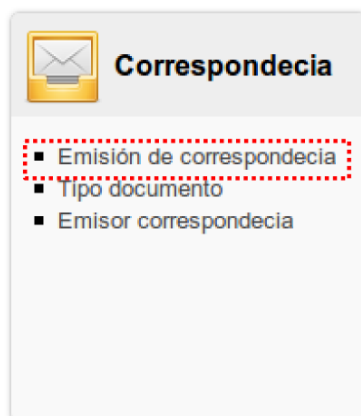 Correspondecia
Emisión de correspondecia
Tipo documento
Emisor correspondecia